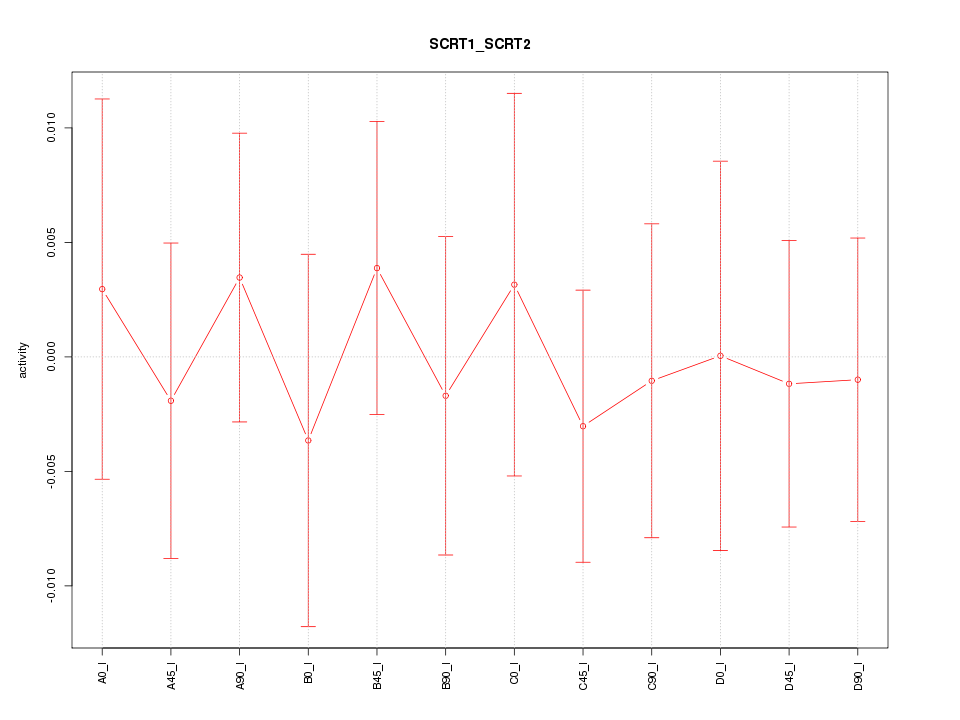 SCRT1_SCRT2
activity
0.010
0.005
0.000
-0.005
-0.010
A0_I
A45_I
A90_I
B0_I
B45_I
B90_I
C0_I
C45_I
C90_I
D0_I
D45_I
D90_I